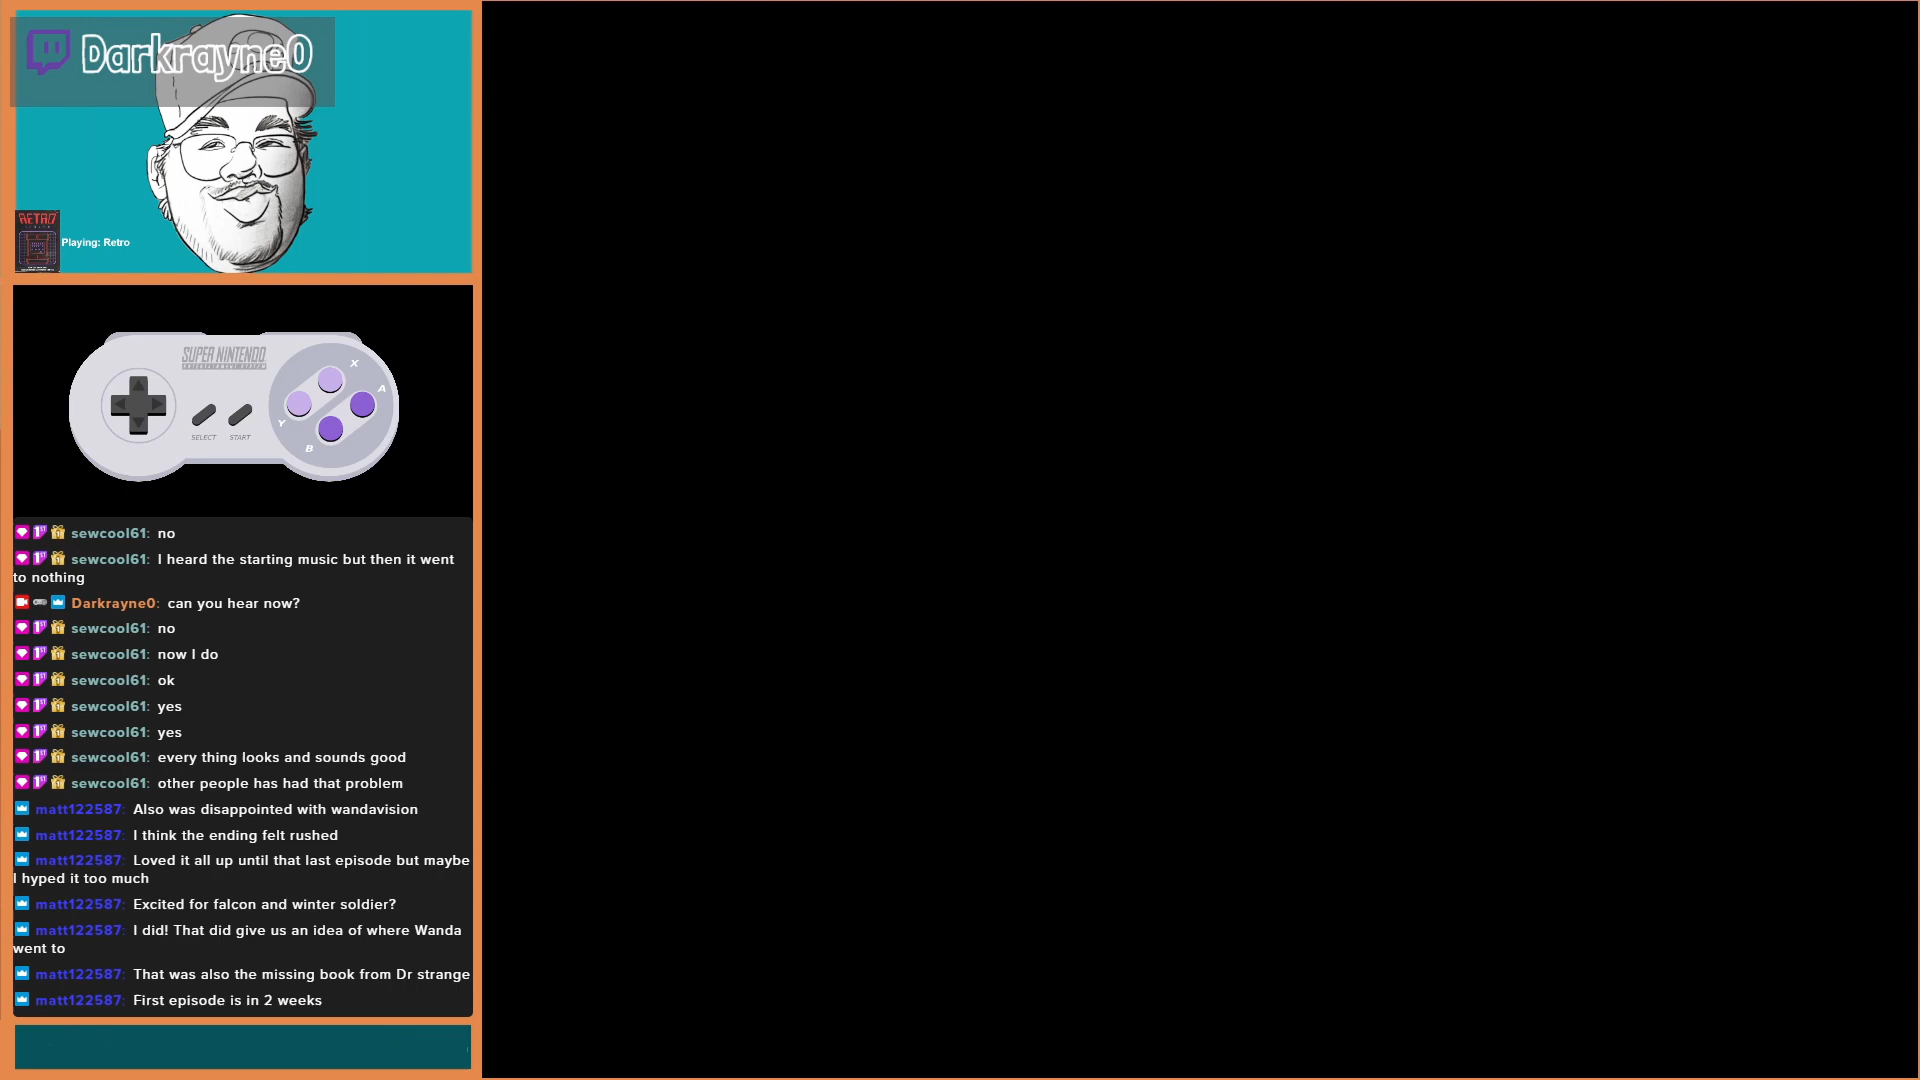 Darkrayne0
RETRO
Playing: Retro
SUPER NINTENDO
ENTERTAINMENT SYSTEM
X
A
Y
B
SELECT START
sewcool61: no
sewcool61: I heard the starting music but then it went
to nothing
Darkrayne0: can you hear now?
sewcool61: no
sewcool61: now I do
sewcool61: ok
sewcool61: yes
sewcool61: yes
sewcool61: every thing looks and sounds good
sewcool61: other people has had that problem
matt122587: Also was disappointed with wandavision
matt122587: I think the ending felt rushed
matt122587: Loved it all up until that last episode but maybe
I hyped it too much
matt122587: Excited for falcon and winter soldier?
matt122587: I did! That did give us an idea of where Wanda
went to
matt122587: That was also the missing book from Dr strange
matt122587: First episode is in 2 weeks